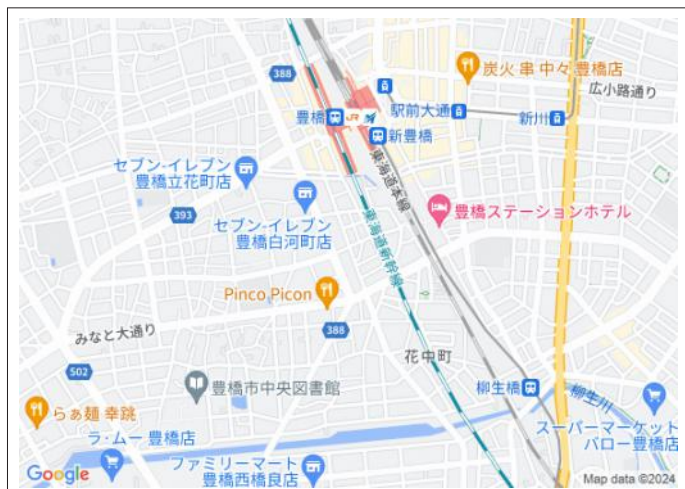 388
炭火 串 中々 豊橋店
広小路通り
豊橋
JR
駅前大通
新川
新豊橋
セブン-イレブン
豊橋立花町店
東海道本線
393
セブン-イレブン
豊橋白河町店
豊橋ステーションホテル
東海道新幹線
Pinco Picon
みなと大通り
388
花中町
502
豊橋市中央図書館
柳生橋
柳生川
らぁ麺 幸跳
ラ・ムー 豊橋店
スーパーマーケット
バロー豊橋店
ファミリーマート
豊橋西橋良店
Google
Map data ©2024